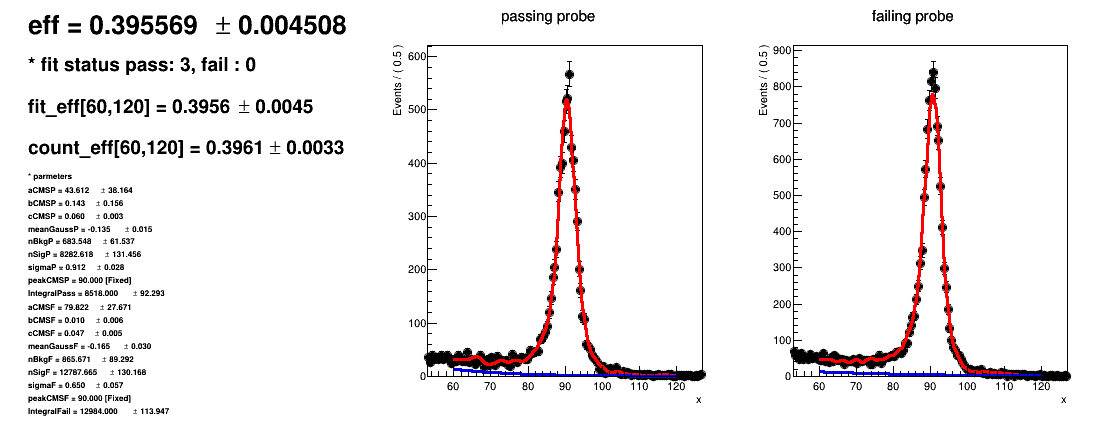 eff = 0.395569 ± 0.004508
* fit status pass: 3, fail : 0
fit_eff[60,120] = 0.3956 ± 0.0045
count_eff[60,120] = 0.3961 ± 0.0033
* parmeters
aCMSP = 43.612 ± 38.164
bCMSP = 0.143 ± 0.156
cCMSP = 0.060 ± 0.003
meanGaussP = -0.135 ± 0.015
nBkgP = 683.548 ± 61.537
nSigP = 8282.618 ± 131.456
sigmaP = 0.912 ± 0.028
peakCMSP = 90.000 [Fixed]
IntegralPass = 8518.000 ± 92.293
aCMSF = 79.822 ± 27.671
bCMSF = 0.010 ± 0.006
cCMSF = 0.047 ± 0.005
meanGaussF = -0.165 ± 0.030
nBkgF = 865.671 ± 89.292
nSigF = 12787.665 ± 130.168
sigmaF = 0.650 ± 0.057
peakCMSF = 90.000 [Fixed]
IntegralFail = 12984.000 ± 113.947
passing probe
Events / ( 0.5 )
600
500
400
300
200
100
0
60 70 80 90 100 110 120
x
failing probe
Events / ( 0.5 )
900
800
700
600
500
400
300
200
100
0
60 70 80 90 100 110 120
x